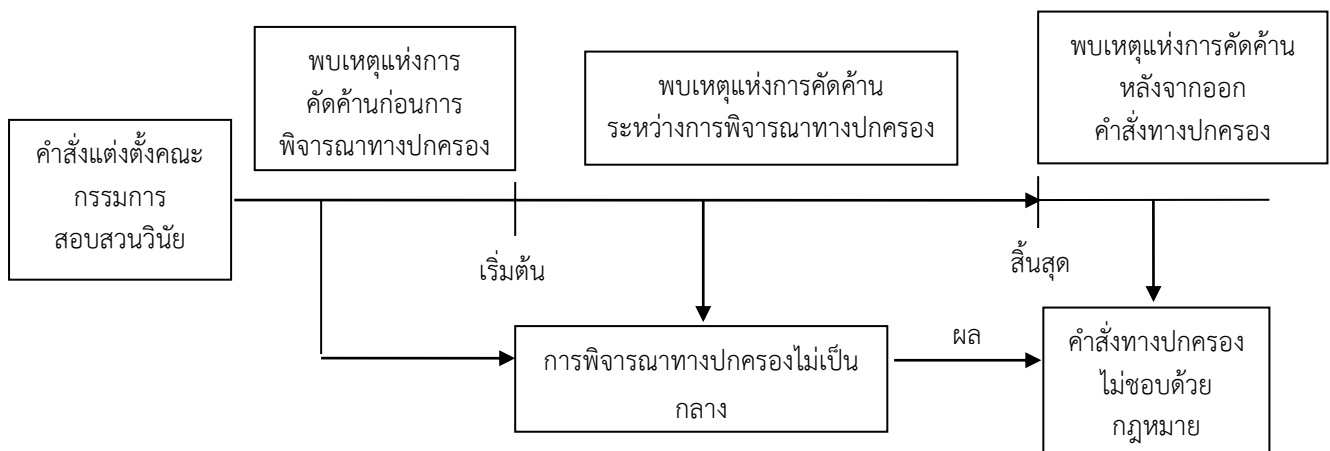 พบเหตุแห่งการ
คัดค้านก่อนการ
พิจารณาทางปกครอง
พบเหตุแห่งการคัดค้าน
ระหว่างการพิจารณาทางปกครอง
พบเหตุแห่งการคัดค้าน
หลังจากออก
คำสั่งทางปกครอง
คำสั่งแต่งตั้งคณะ
กรรมการ
สอบสวนวินัย
เริ่มต้น
สิ้นสุด
การพิจารณาทางปกครองไม่เป็น
กลาง
ผล
คำสั่งทางปกครอง
ไม่ชอบด้วย
กฎหมาย